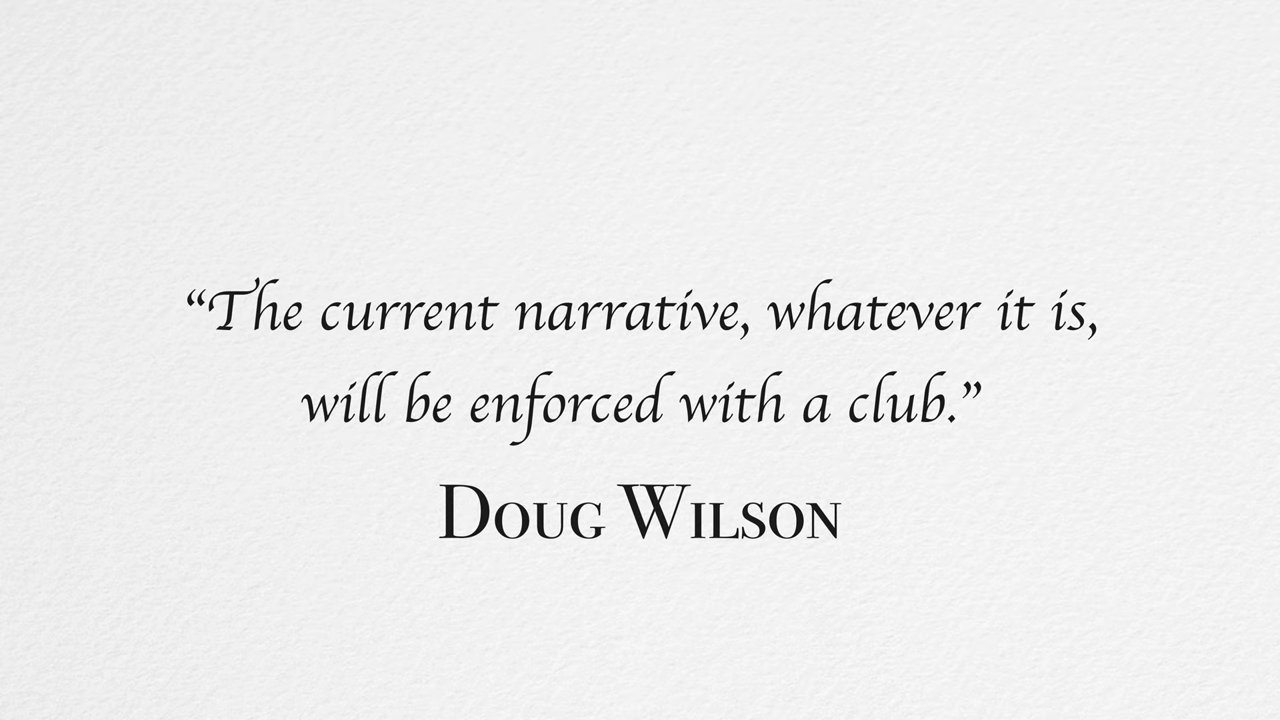 “The current narrative, whatever it is,
will be enforced with a club.”
Doug Wilson